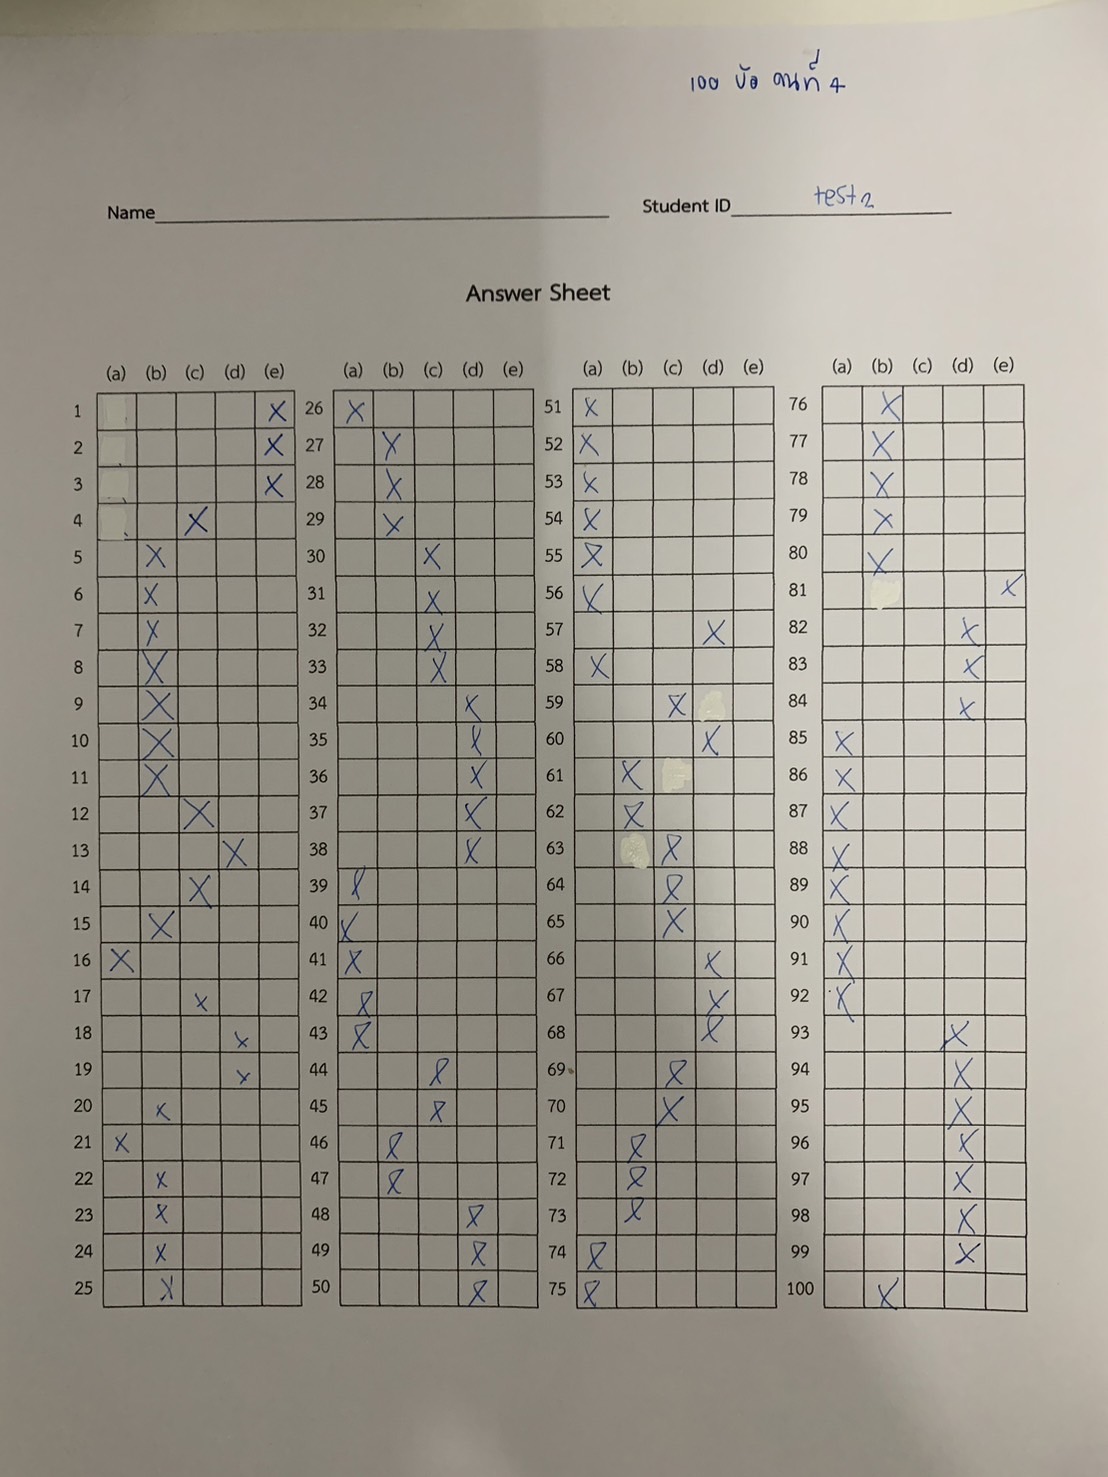 100 ข้อ คนที่ 4
Name Student ID test2
Answer Sheet
(a) (b) (c) (d) (e) (a) (b) (c) (d) (e) (a) (b) (c) (d) (e) (a) (b) (c) (d) (e)
1 X 26 X 51 X 76 X
2 X 27 X 52 X 77 X
3 X 28 X 53 X 78 X
4 X 29 X 54 X 79 X
5 X 30 X 55 X 80 X
6 X 31 X 56 X 81 X
7 X 32 X 57 X 82 X
8 X 33 X 58 X 83 X
9 X 34 X 59 X 84 X
10 X 35 X 60 X 85 X
11 X 36 X 61 X 86 X
12 X 37 X 62 X 87 X
13 X 38 X 63 X 88 X
14 X 39 X 64 X 89 X
15 X 40 X 65 X 90 X
16 X 41 X 66 X 91 X
17 X 42 X 67 X 92 X
18 X 43 X 68 X 93 X
19 X 44 X 69 X 94 X
20 X 45 X 70 X 95 X
21 X 46 X 71 X 96 X
22 X 47 X 72 X 97 X
23 X 48 X 73 X 98 X
24 X 49 X 74 X 99 X
25 X 50 X 75 X 100 X